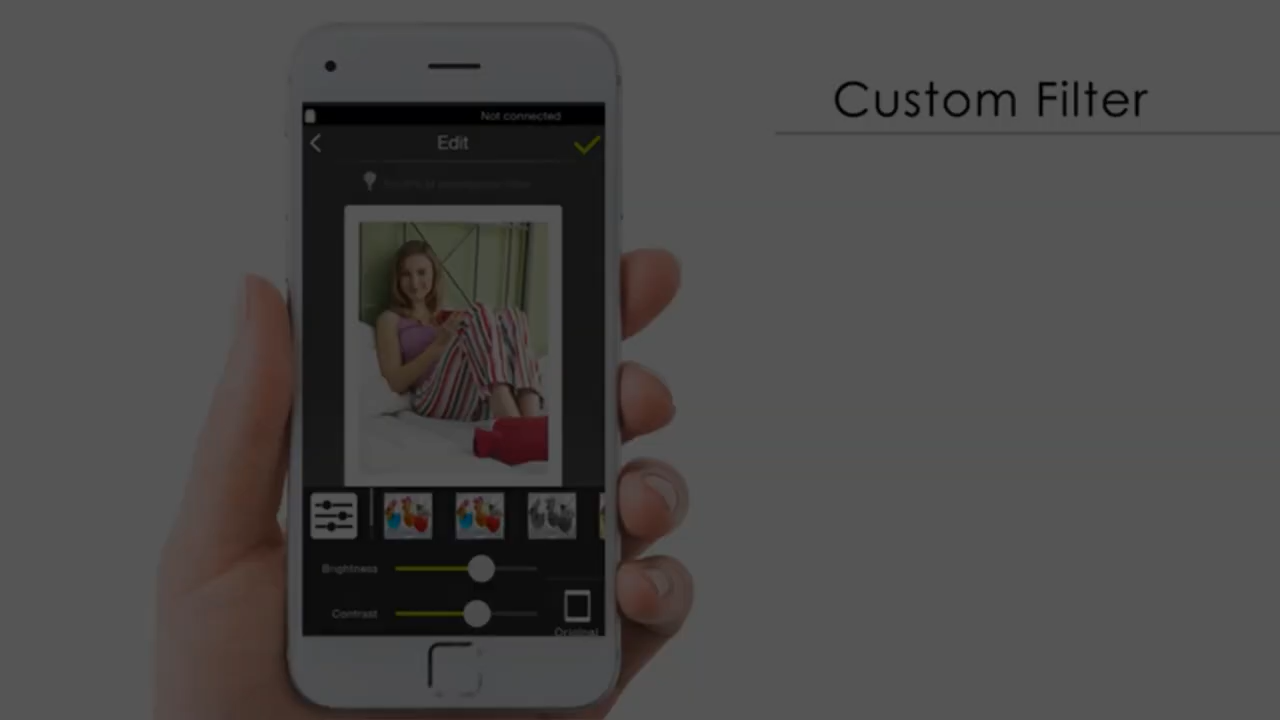 Custom Filter
Not connected
Edit
Brightness
Contrast
Original